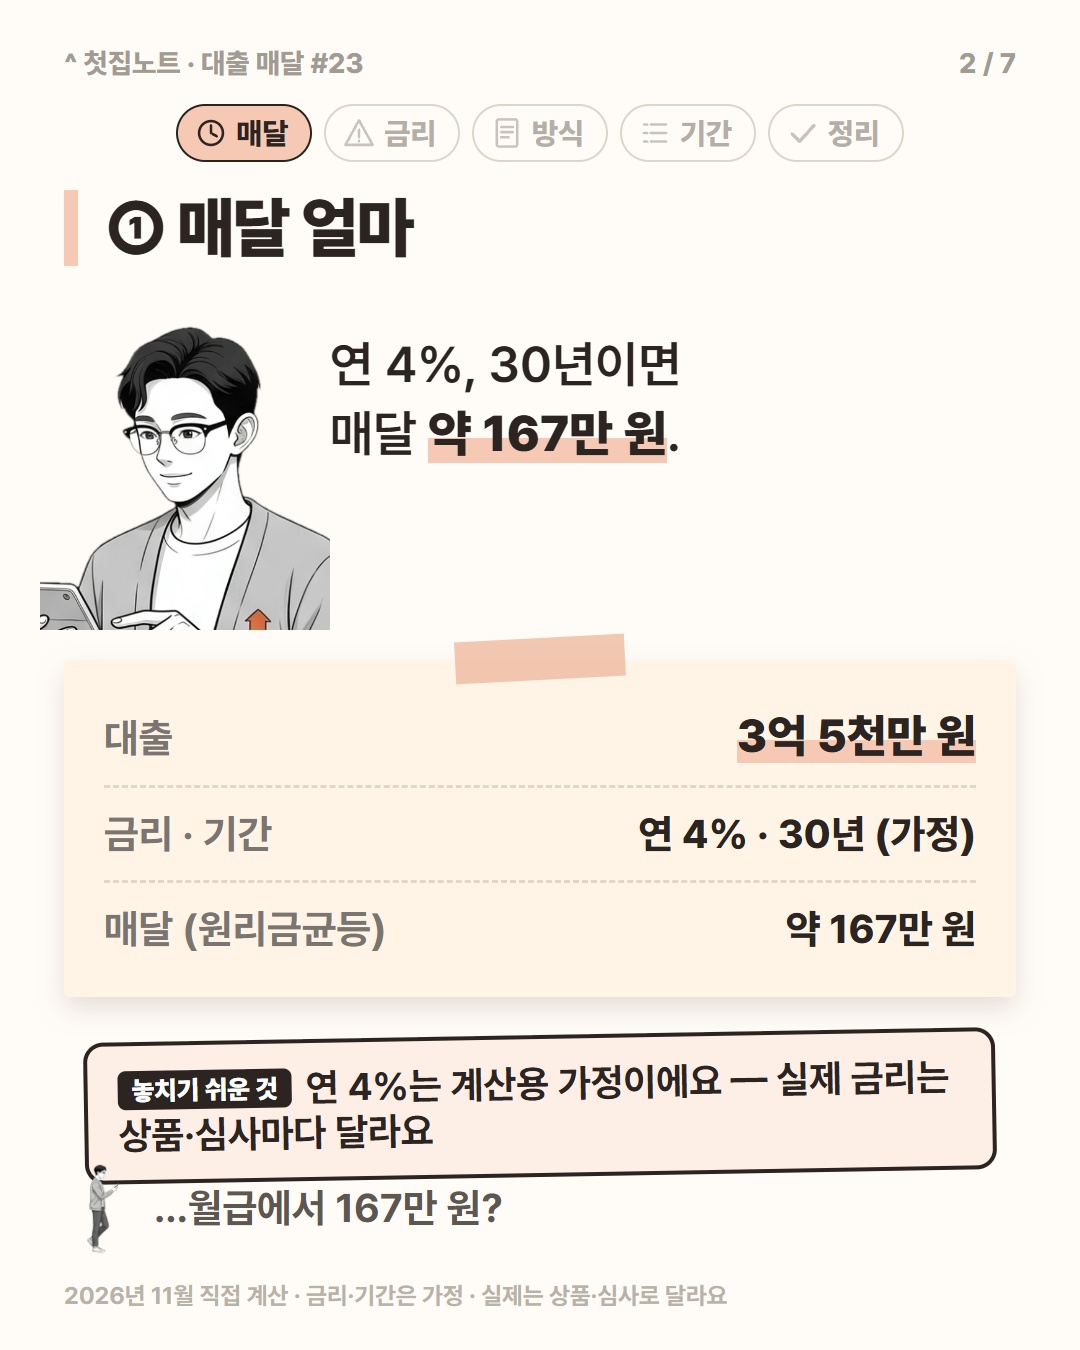 ^ 첫집노트 · 대출 매달 #23
2 / 7
매달
금리
방식
기간
정리
① 매달 얼마
연 4%, 30년이면
매달 약 167만 원.
대출
3억 5천만 원
금리 · 기간
연 4% · 30년 (가정)
매달 (원리금균등)
약 167만 원
놓치기 쉬운 것 연 4%는 계산용 가정이에요 — 실제 금리는
상품·심사마다 달라요
...월급에서 167만 원?
2026년 11월 직접 계산 · 금리·기간은 가정 · 실제는 상품·심사로 달라요